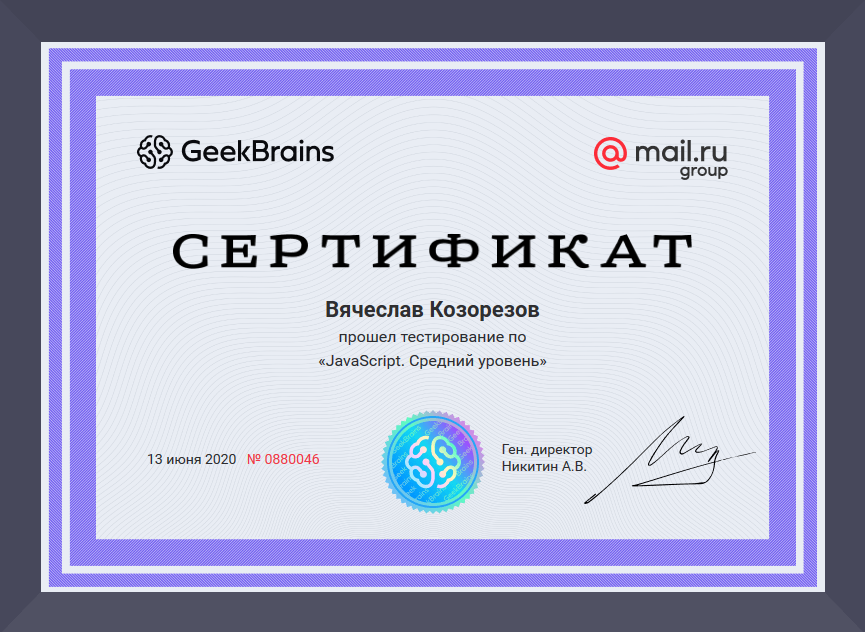 GeekBrains
mail.ru
group
СЕРТИФИКАТ
Вячеслав Козорезов
прошел тестирование по
«JavaScript. Средний уровень»
13 июня 2020 № 0880046
Ген. директор
Никитин А.В.